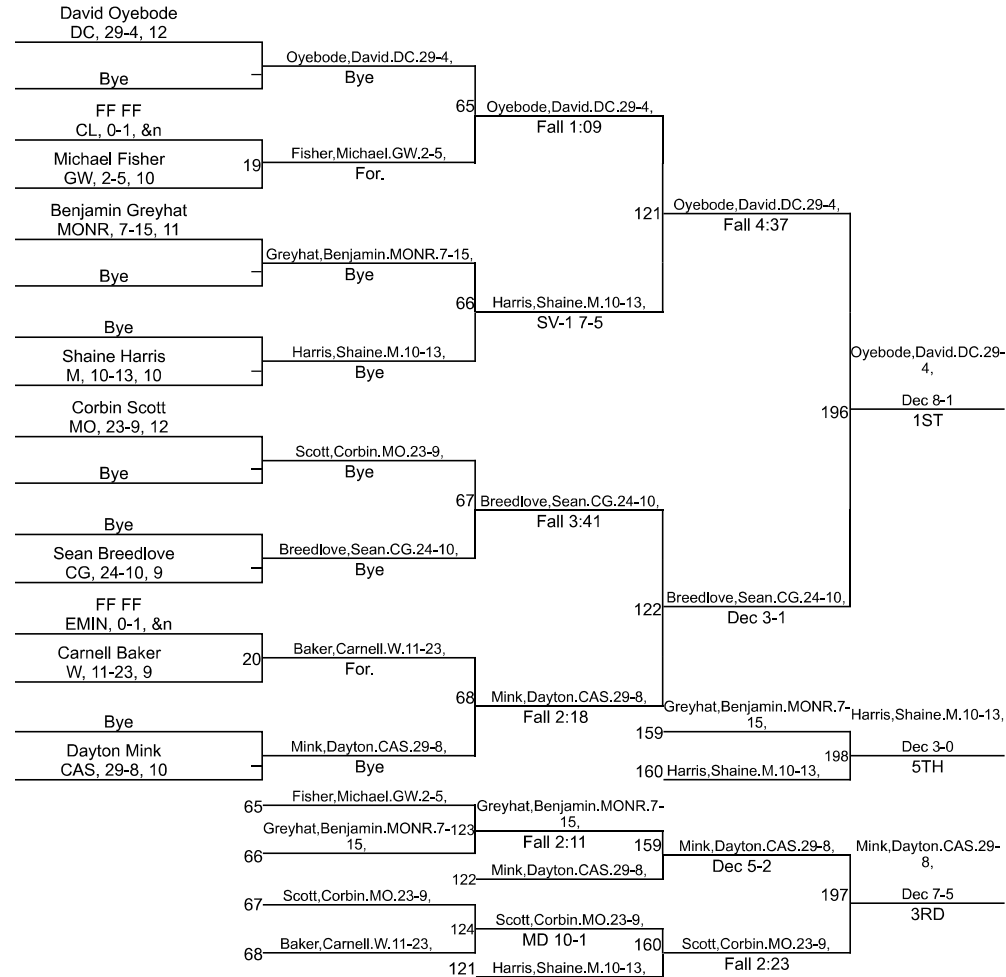 David Oyebode
DC, 29-4, 12
Bye
FF FF
CL, 0-1, &n
Michael Fisher
GW, 2-5, 10
19
Benjamin Greyhat
MONR, 7-15, 11
Bye
Bye
Shaine Harris
M, 10-13, 10
Corbin Scott
MO, 23-9, 12
Bye
Bye
Sean Breedlove
CG, 24-10, 9
FF FF
EMIN, 0-1, &n
Carnell Baker
W, 11-23, 9
20
Bye
Dayton Mink
CAS, 29-8, 10
Oyebode,David.DC.29-4,
Bye
65
Fisher,Michael.GW.2-5,
For.
Greyhat,Benjamin.MONR.7-15,
Bye
66
Harris,Shaine.M.10-13,
Bye
Scott,Corbin.MO.23-9,
Bye
67
Breedlove,Sean.CG.24-10,
Bye
Baker,Carnell.W.11-23,
For.
68
Mink,Dayton.CAS.29-8,
Bye
Oyebode,David.DC.29-4,
Fall 1:09
121
Harris,Shaine.M.10-13,
SV-1 7-5
Breedlove,Sean.CG.24-10,
Fall 3:41
122
Mink,Dayton.CAS.29-8,
Fall 2:18
Oyebode,David.DC.29-4,
Fall 4:37
196
Breedlove,Sean.CG.24-10,
Dec 3-1
Oyebode,David.DC.29-
4,
Dec 8-1
1ST
Greyhat,Benjamin.MONR.7-
15,
159
160
Harris,Shaine.M.10-13,
198
Harris,Shaine.M.10-13,
Dec 3-0
5TH
65
Fisher,Michael.GW.2-5,
66
Greyhat,Benjamin.MONR.7-
15,
123
Greyhat,Benjamin.MONR.7-
15,
Fall 2:11
122
Mink,Dayton.CAS.29-8,
159
Mink,Dayton.CAS.29-8,
Dec 5-2
67
Scott,Corbin.MO.23-9,
68
Baker,Carnell.W.11-23,
124
Scott,Corbin.MO.23-9,
MD 10-1
121
Harris,Shaine.M.10-13,
160
Scott,Corbin.MO.23-9,
Fall 2:23
197
Mink,Dayton.CAS.29-
8,
Dec 7-5
3RD